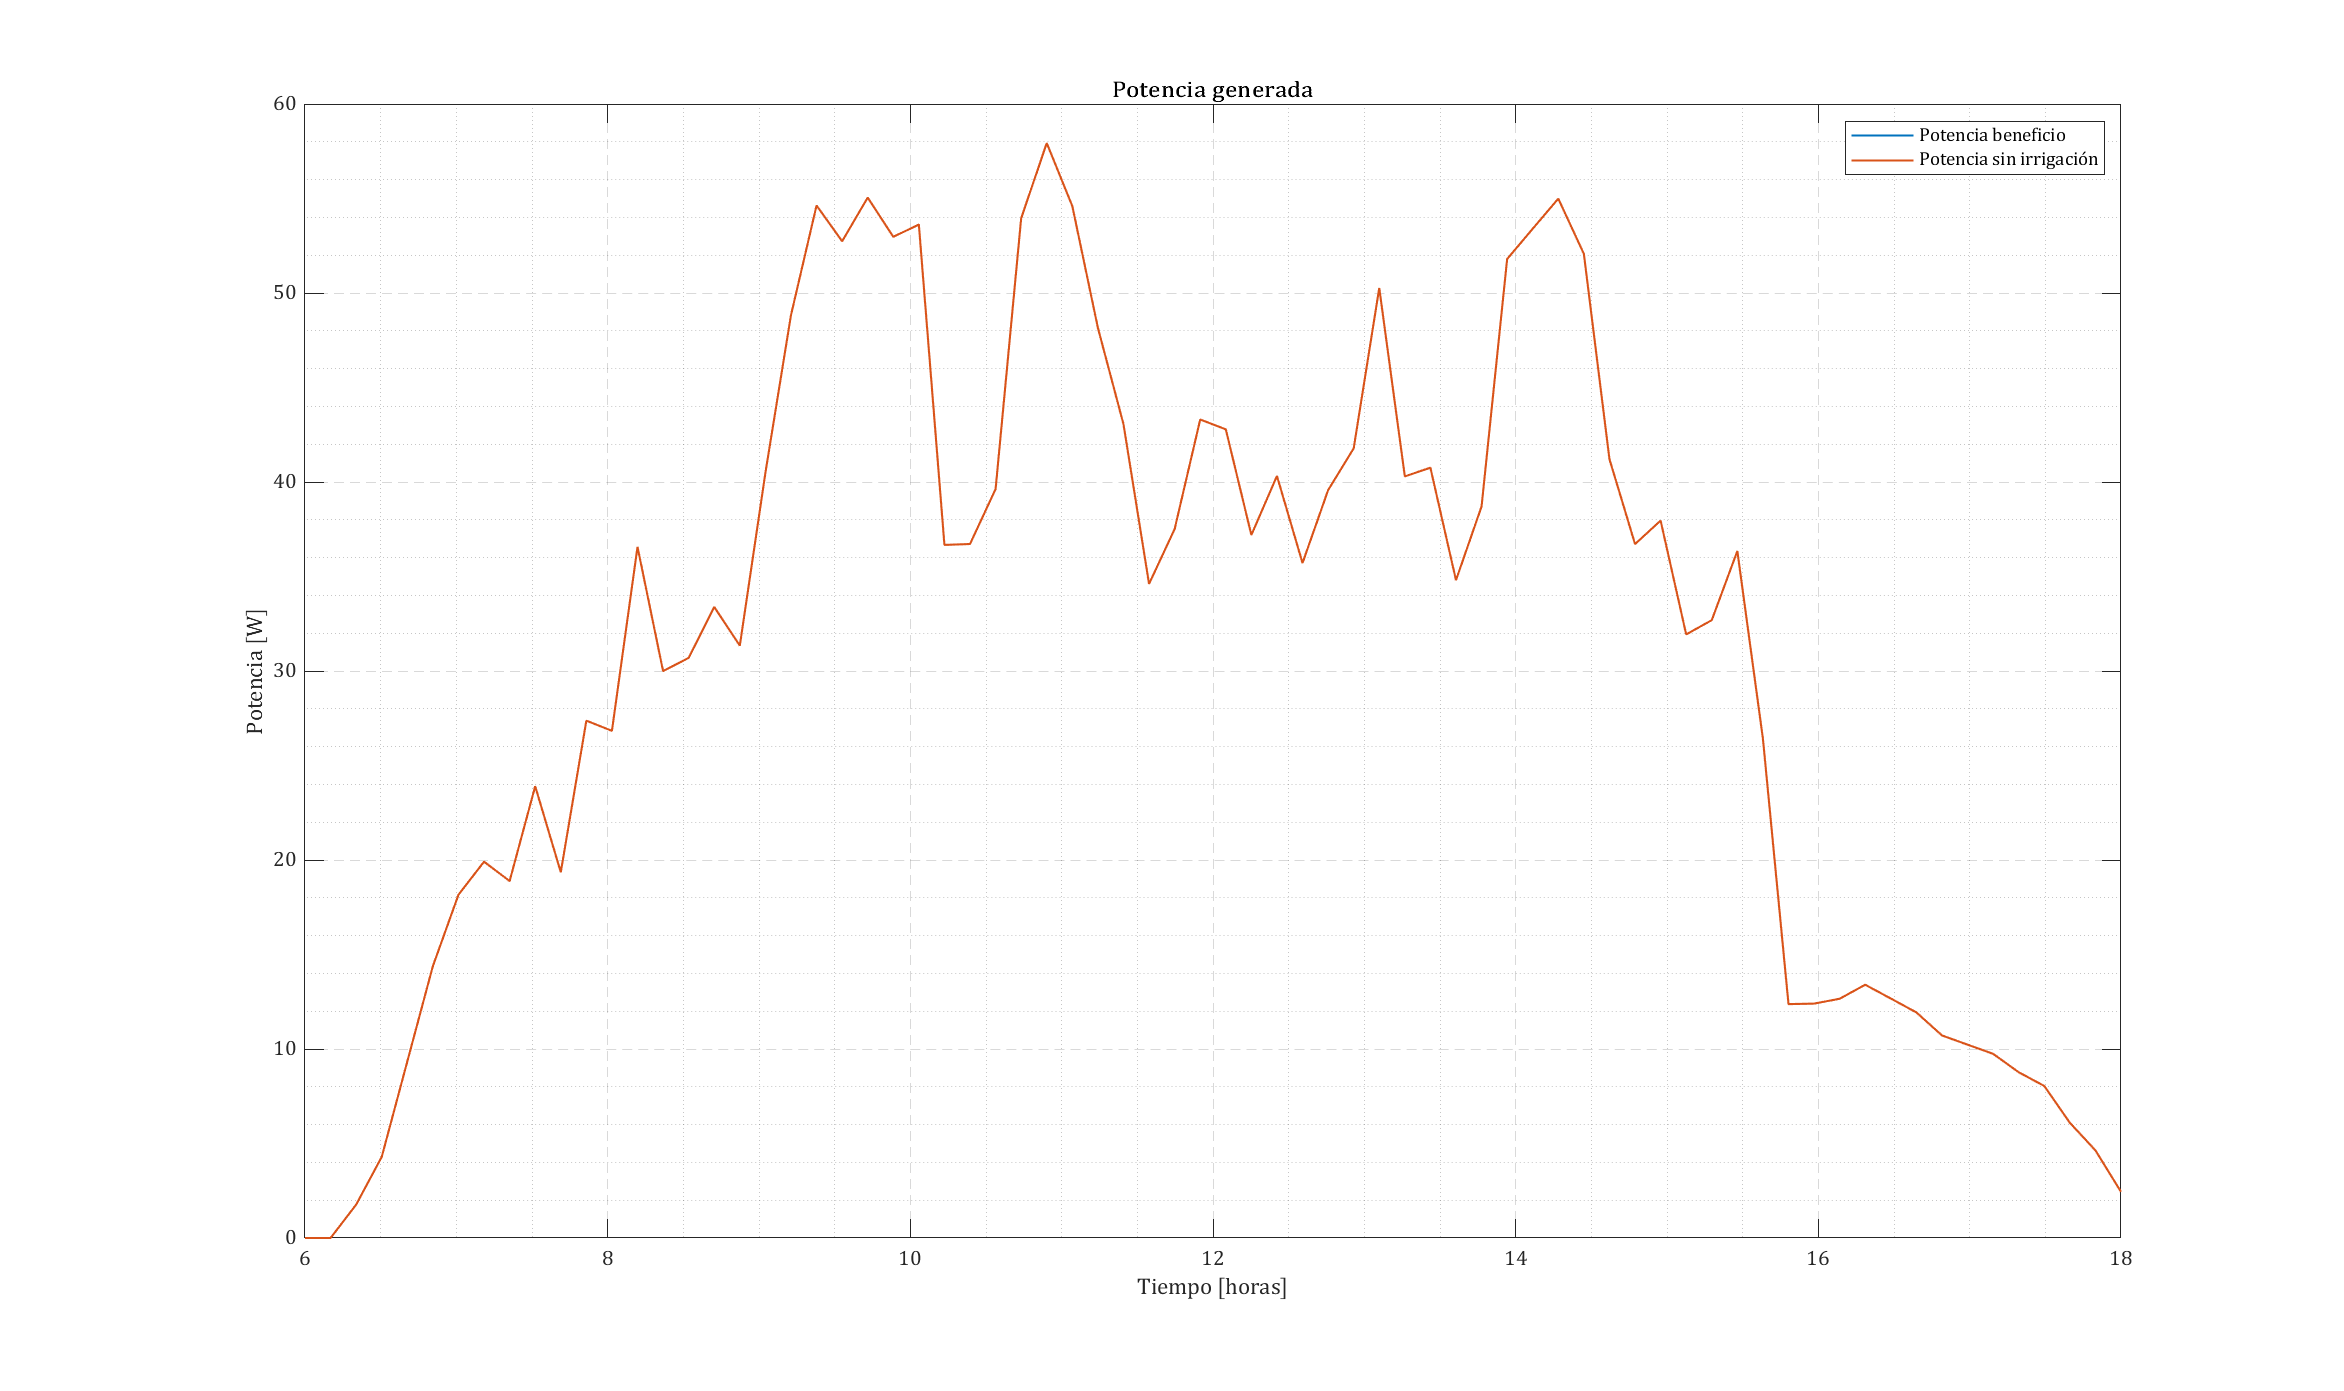 Potencia generada
60
50
40
30
20
10
0
Potencia [W]
Potencia beneficio
Potencia sin irrigación
6 8 10 12 14 16 18
Tiempo [horas]